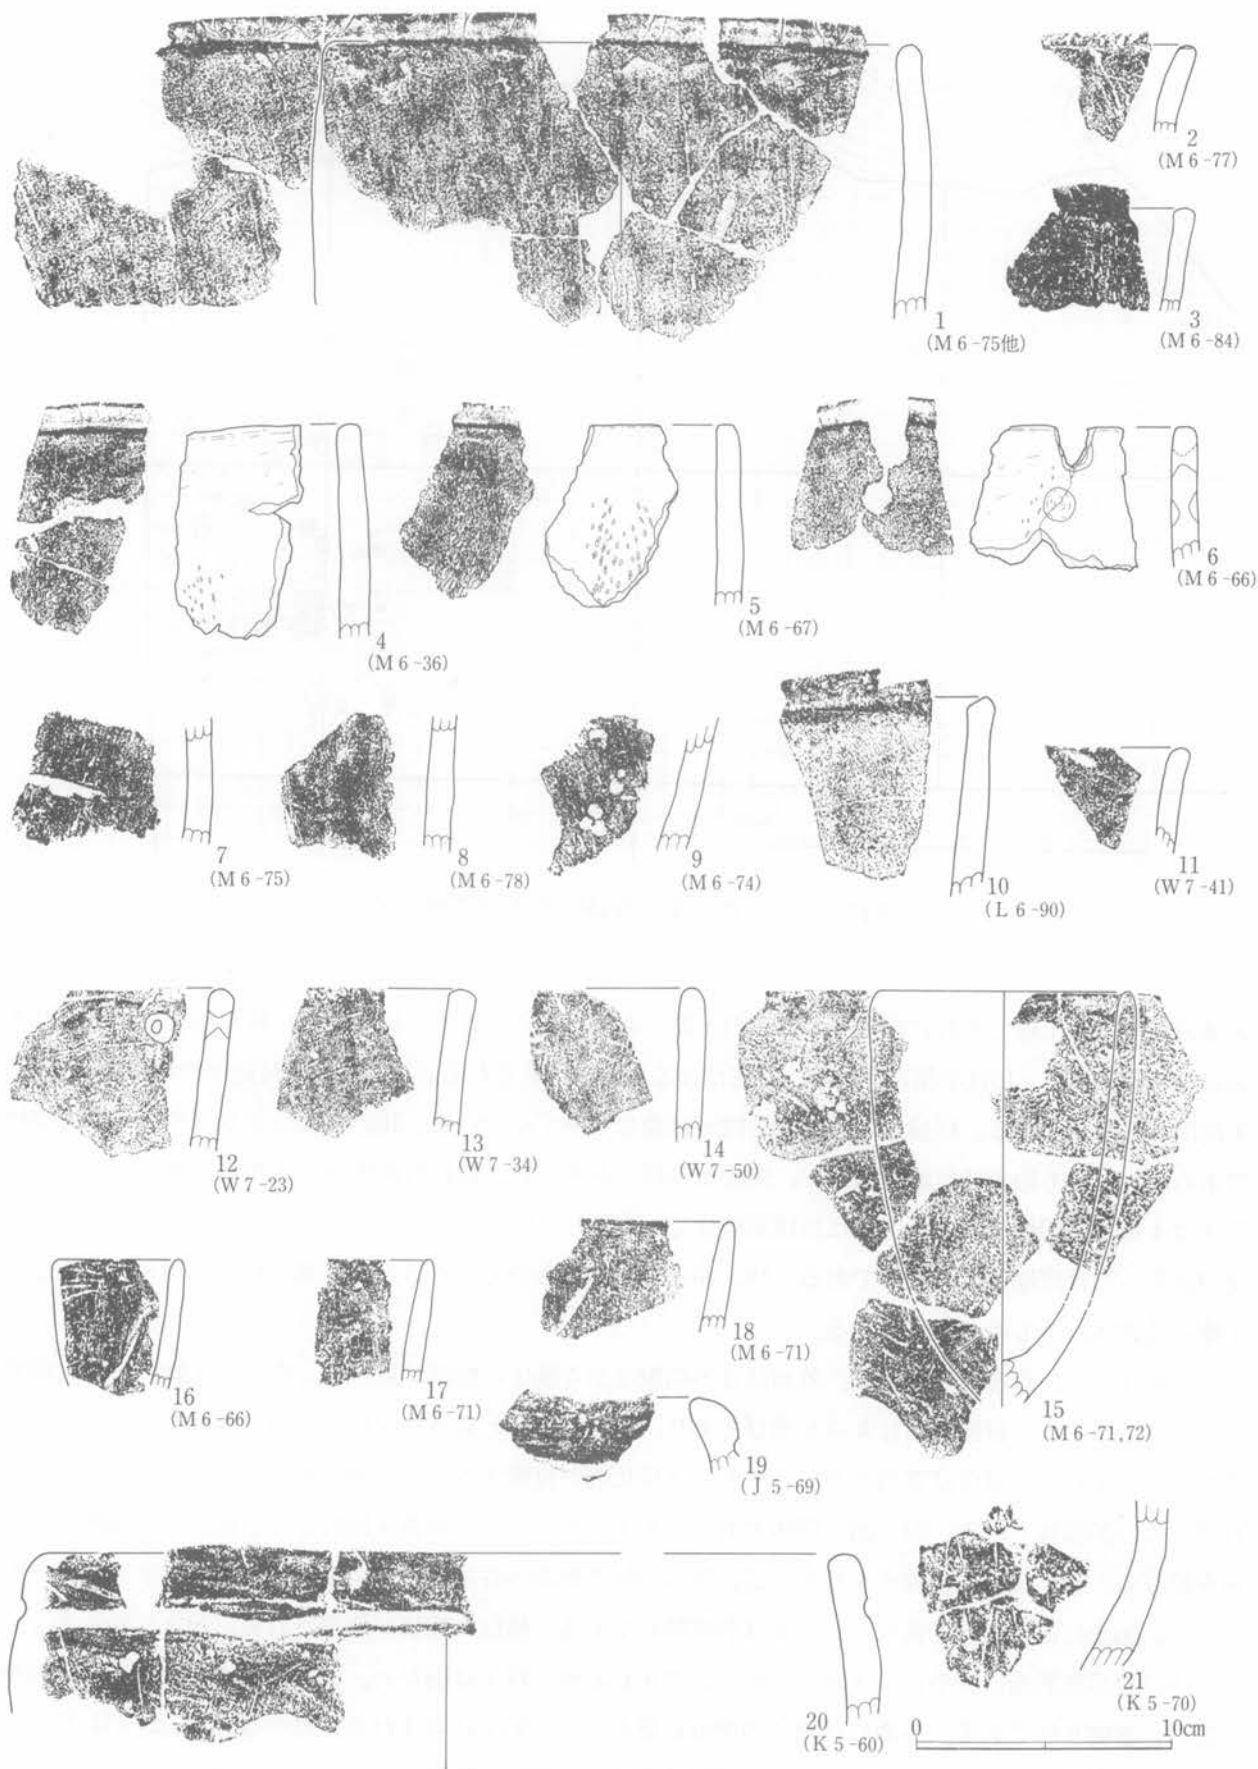 1
(M 6 -75他)
2
(M 6 -77)
3
(M 6 -84)
4
(M 6 -36)
5
(M 6 -67)
6
(M 6 -66)
7
(M 6 -75)
8
(M 6 -78)
9
(M 6 -74)
10
(L 6 -90)
11
(W 7 -41)
12
(W 7 -23)
13
(W 7 -34)
14
(W 7 -50)
15
(M 6 -71, 72)
16
(M 6 -66)
17
(M 6 -71)
18
(M 6 -71)
19
(J 5 -69)
20
(K 5 -60)
21
(K 5 -70)
0 10cm